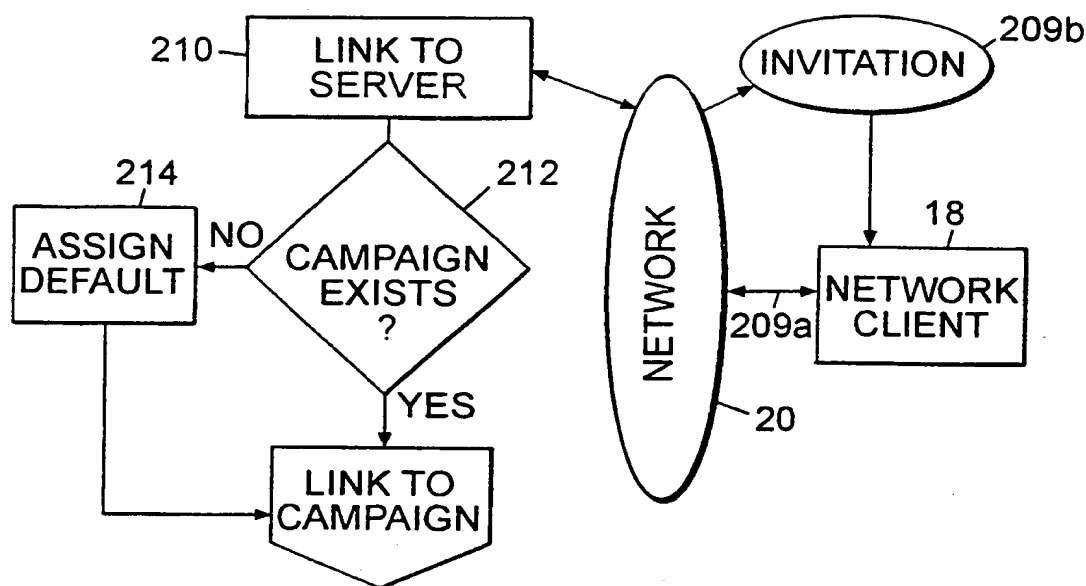 210
LINK TO
SERVER
209b
INVITATION
214
212
18
ASSIGN
DEFAULT
NO
CAMPAIGN
EXISTS
?
NETWORK
209a
NETWORK
CLIENT
YES
20
LINK TO
CAMPAIGN